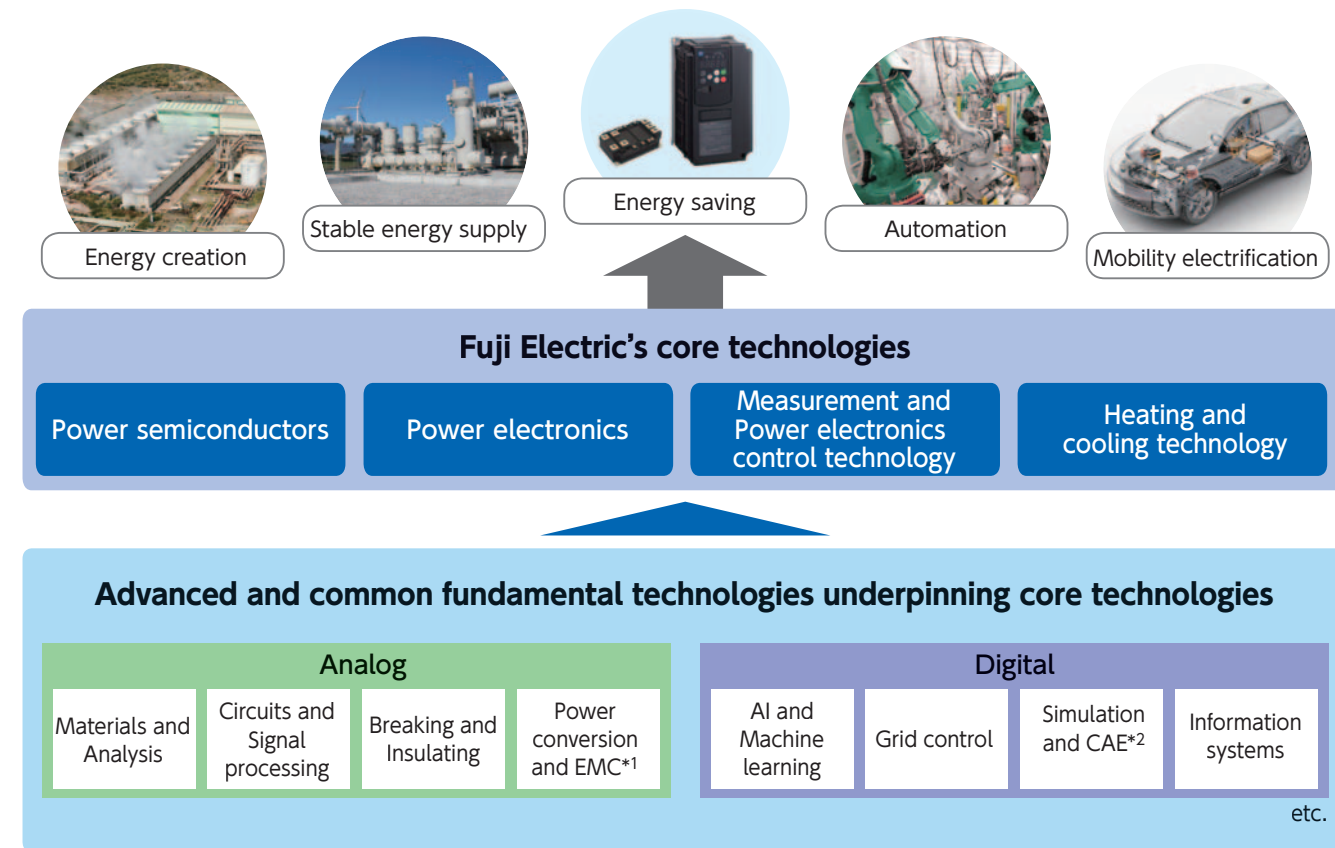 Energy creation
Stable energy supply
Energy saving
Automation
Mobility electrification
Fuji Electric’s core technologies
Power semiconductors
Power electronics
Measurement and
Power electronics
control technology
Heating and
cooling technology
Advanced and common fundamental technologies underpinning core technologies
Analog
Materials and
Analysis
Circuits and
Signal
processing
Breaking and
Insulating
Power
conversion
and EMC*1
Digital
AI and
Machine
learning
Grid control
Simulation
and CAE*2
Information
systems
etc.